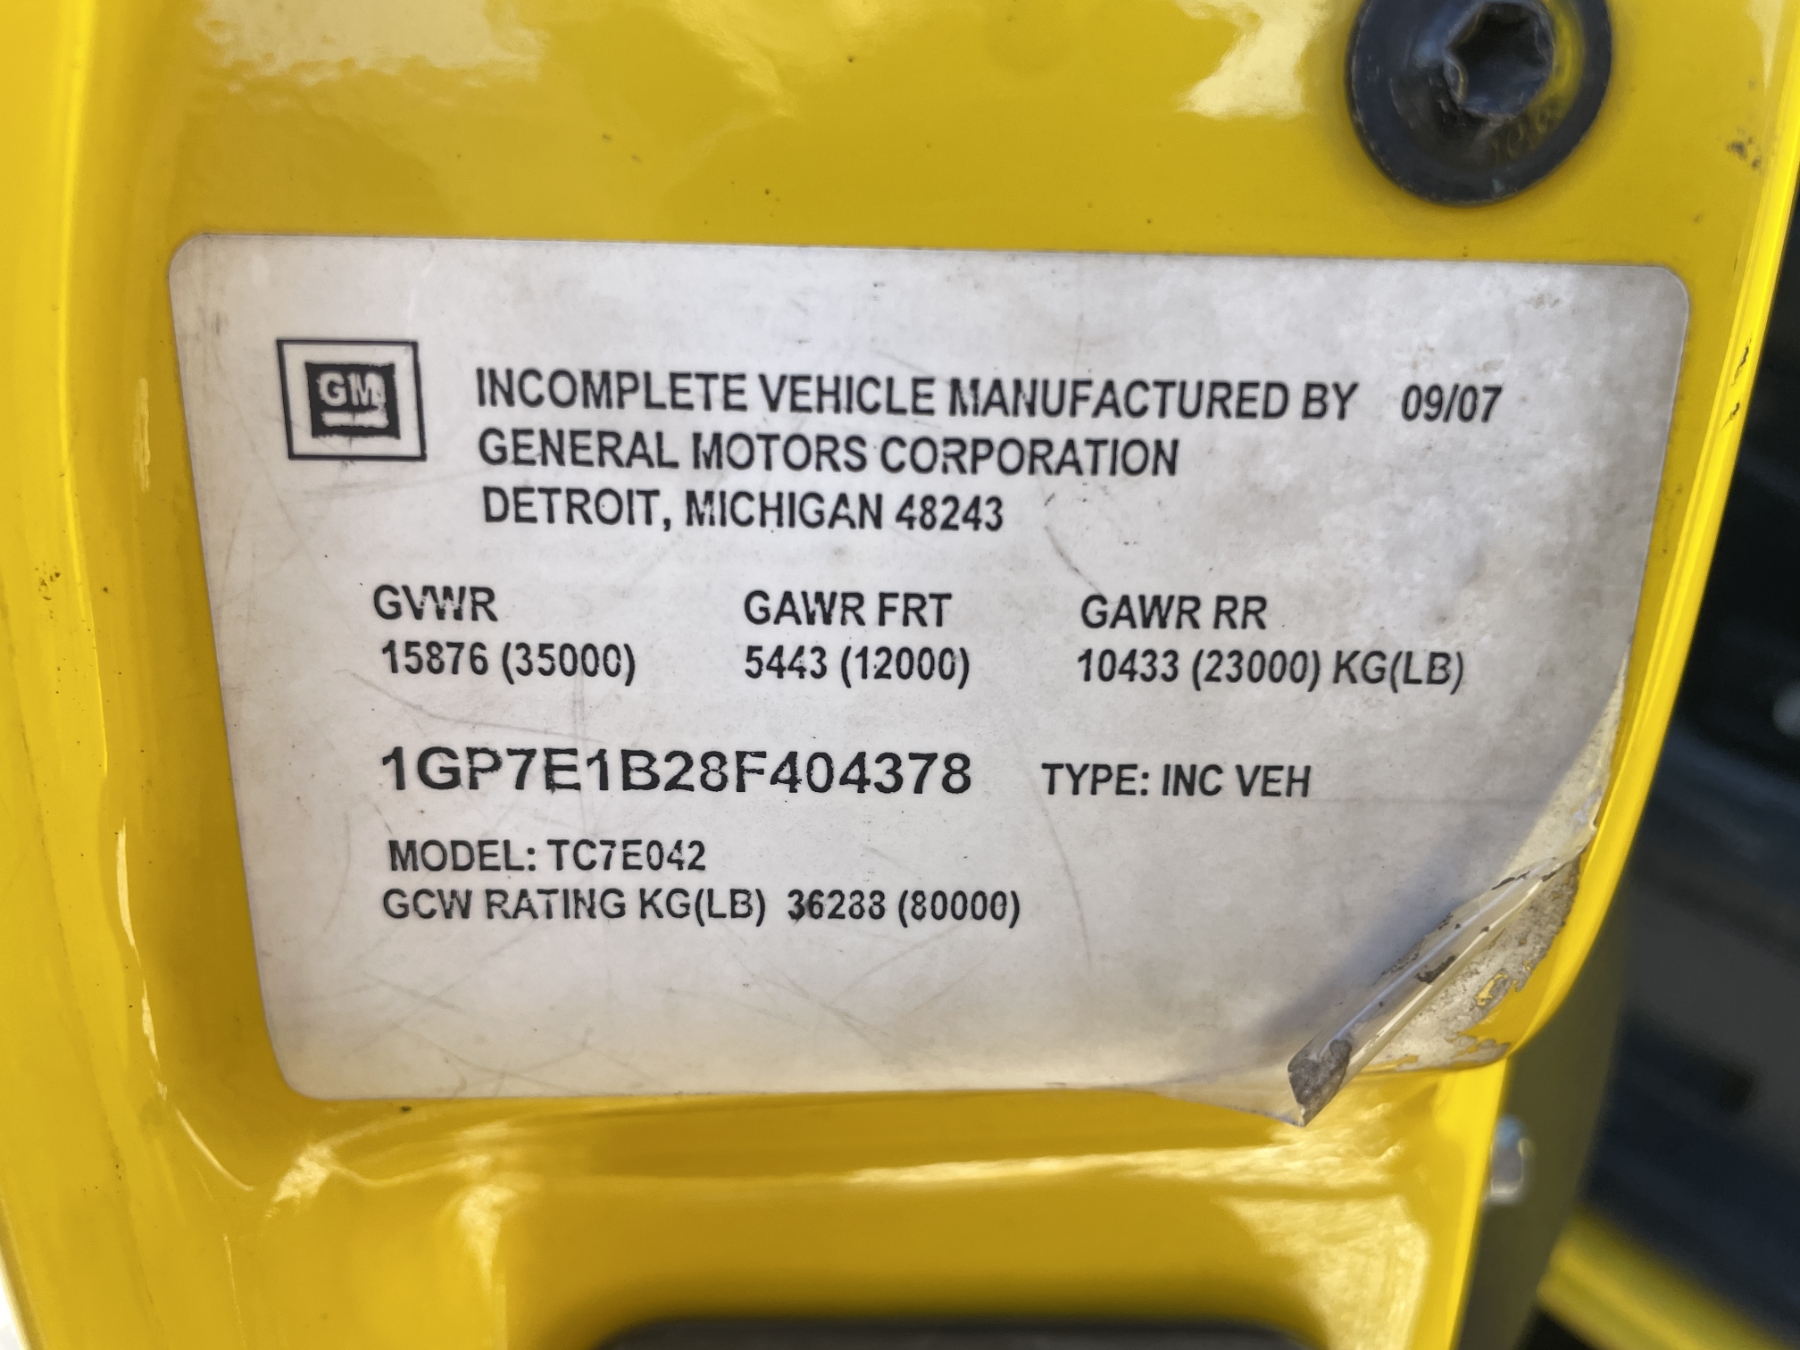 GM
INCOMPLETE VEHICLE MANUFACTURED BY 09/07
GENERAL MOTORS CORPORATION
DETROIT, MICHIGAN 48243
GVWR GAWR FRT GAWR RR
15876 (35000) 5443 (12000) 10433 (23000) KG(LB)
1GP7E1B28F404378 TYPE: INC VEH
MODEL: TC7E042
GCW RATING KG(LB) 36288 (80000)